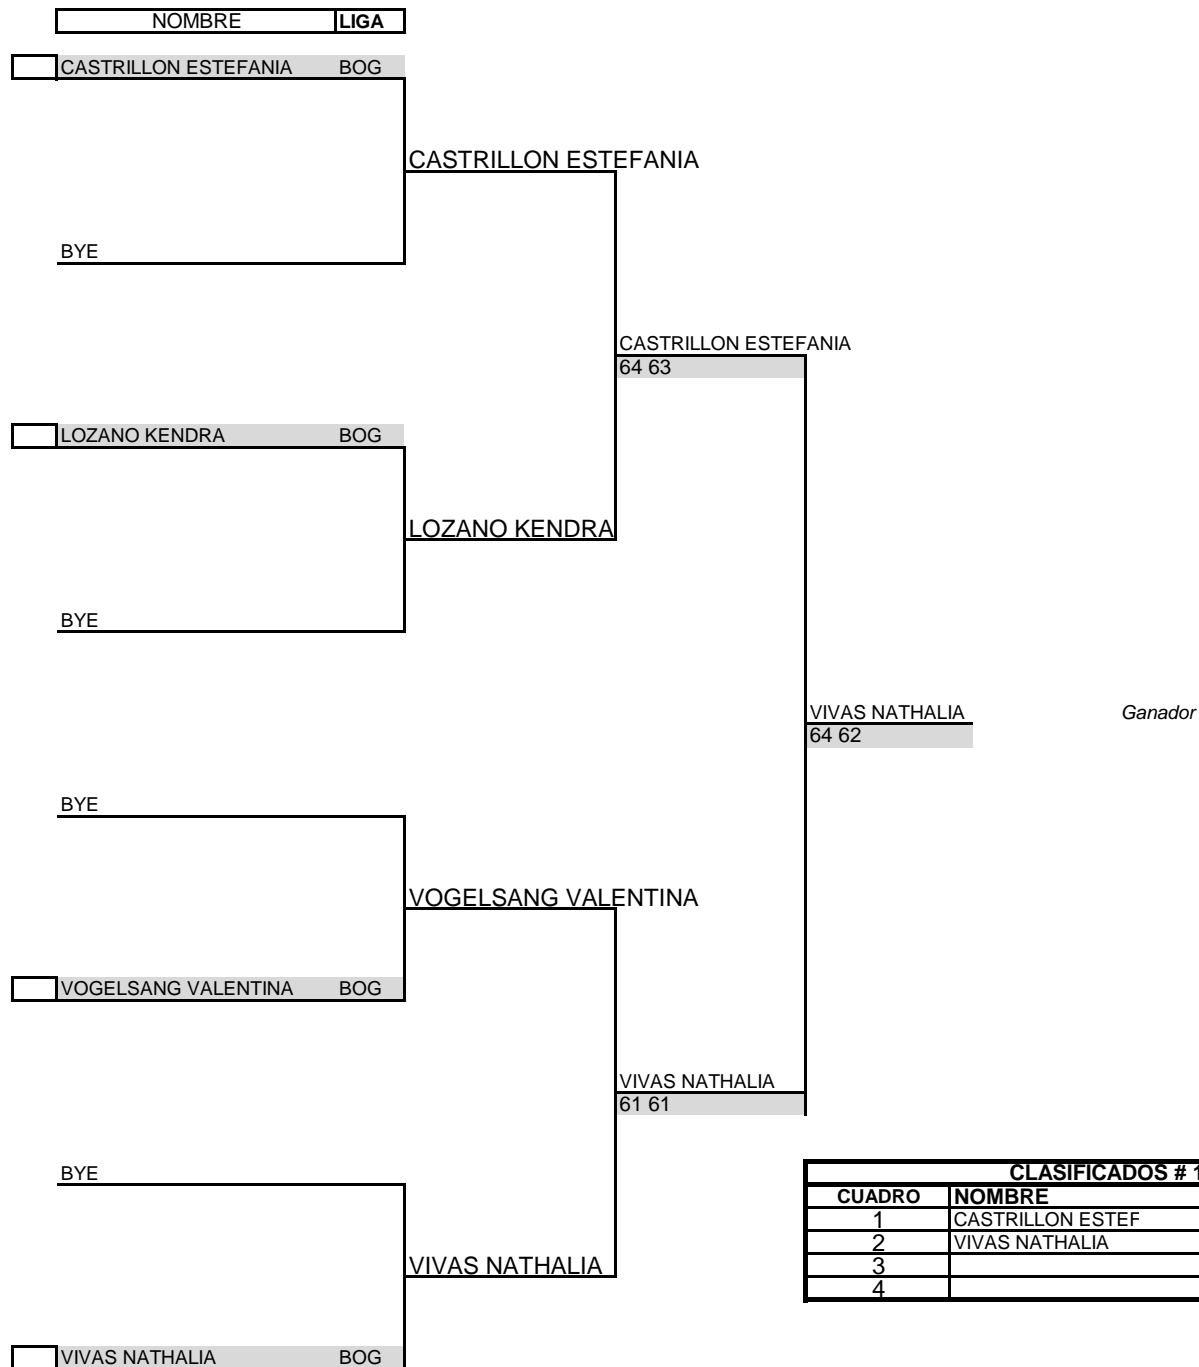 NOMBRE LIGA
CASTRILLON ESTEFANIA BOG
CASTRILLON ESTEFANIA
BYE
CASTRILLON ESTEFANIA
64 63
LOZANO KENDRA BOG
LOZANO KENDRA
BYE
VIVAS NATHALIA Ganador
64 62
BYE
VOGELSANG VALENTINA
VOGELSANG VALENTINA BOG
VIVAS NATHALIA
61 61
BYE
CLASIFICADOS # 1
CUADRO NOMBRE
1 CASTRILLON ESTEF
2 VIVAS NATHALIA
3
4
VIVAS NATHALIA
VIVAS NATHALIA BOG